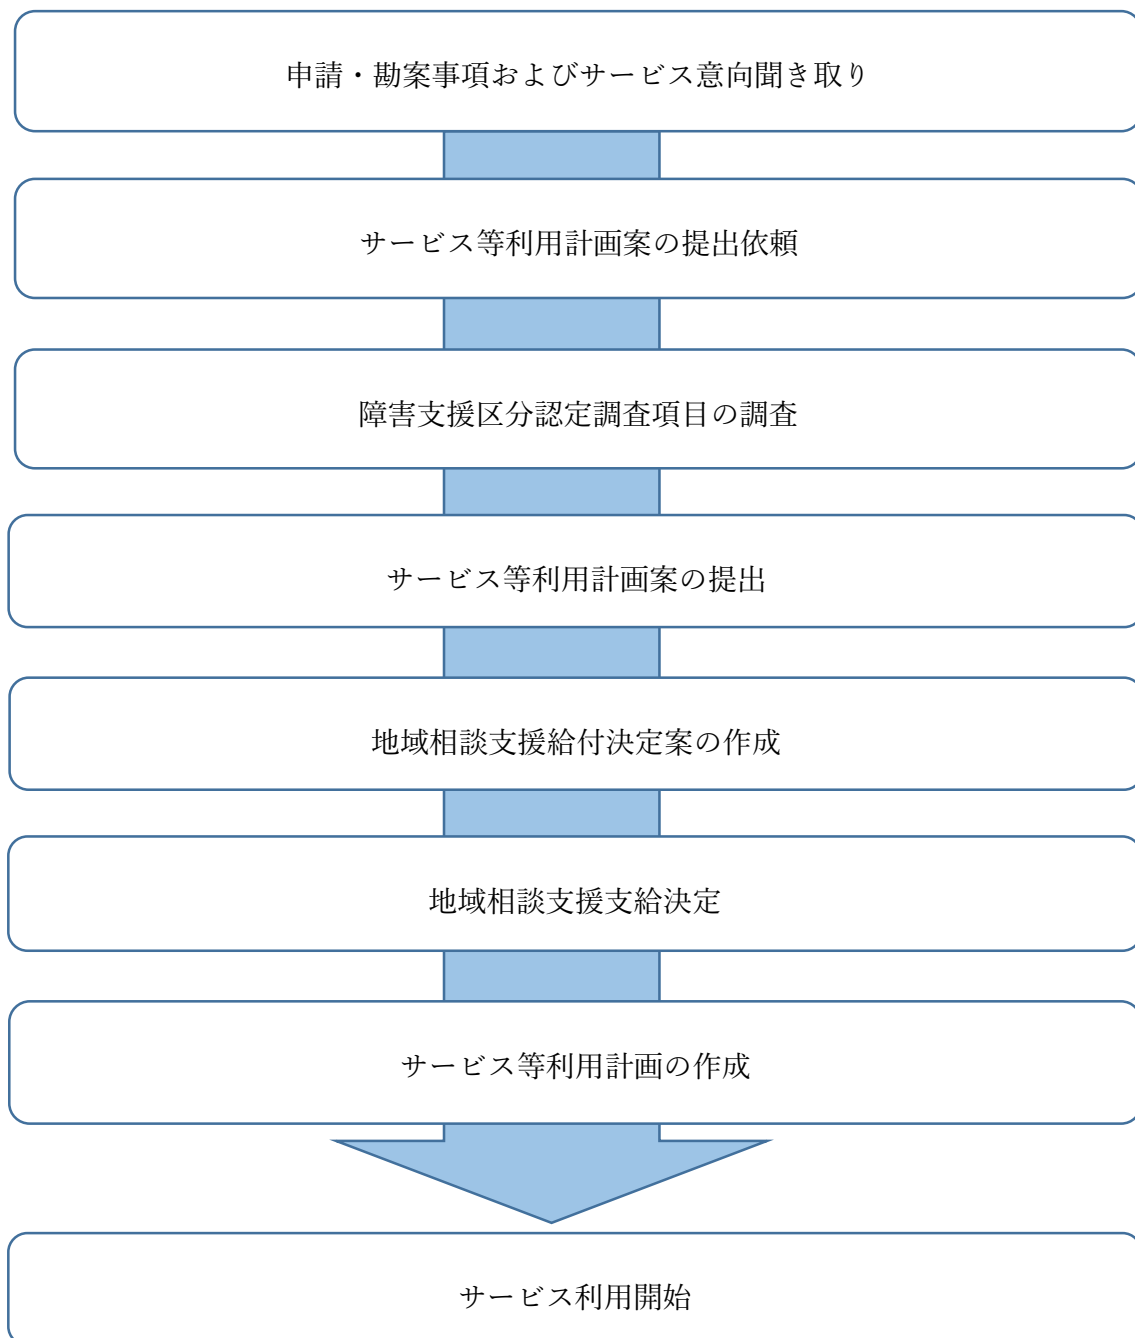 申請・勘案事項およびサービス意向聞き取り
サービス等利用計画案の提出依頼
障害支援区分認定調査項目の調査
サービス等利用計画案の提出
地域相談支援給付決定案の作成
地域相談支援支給決定
サービス等利用計画の作成
サービス利用開始